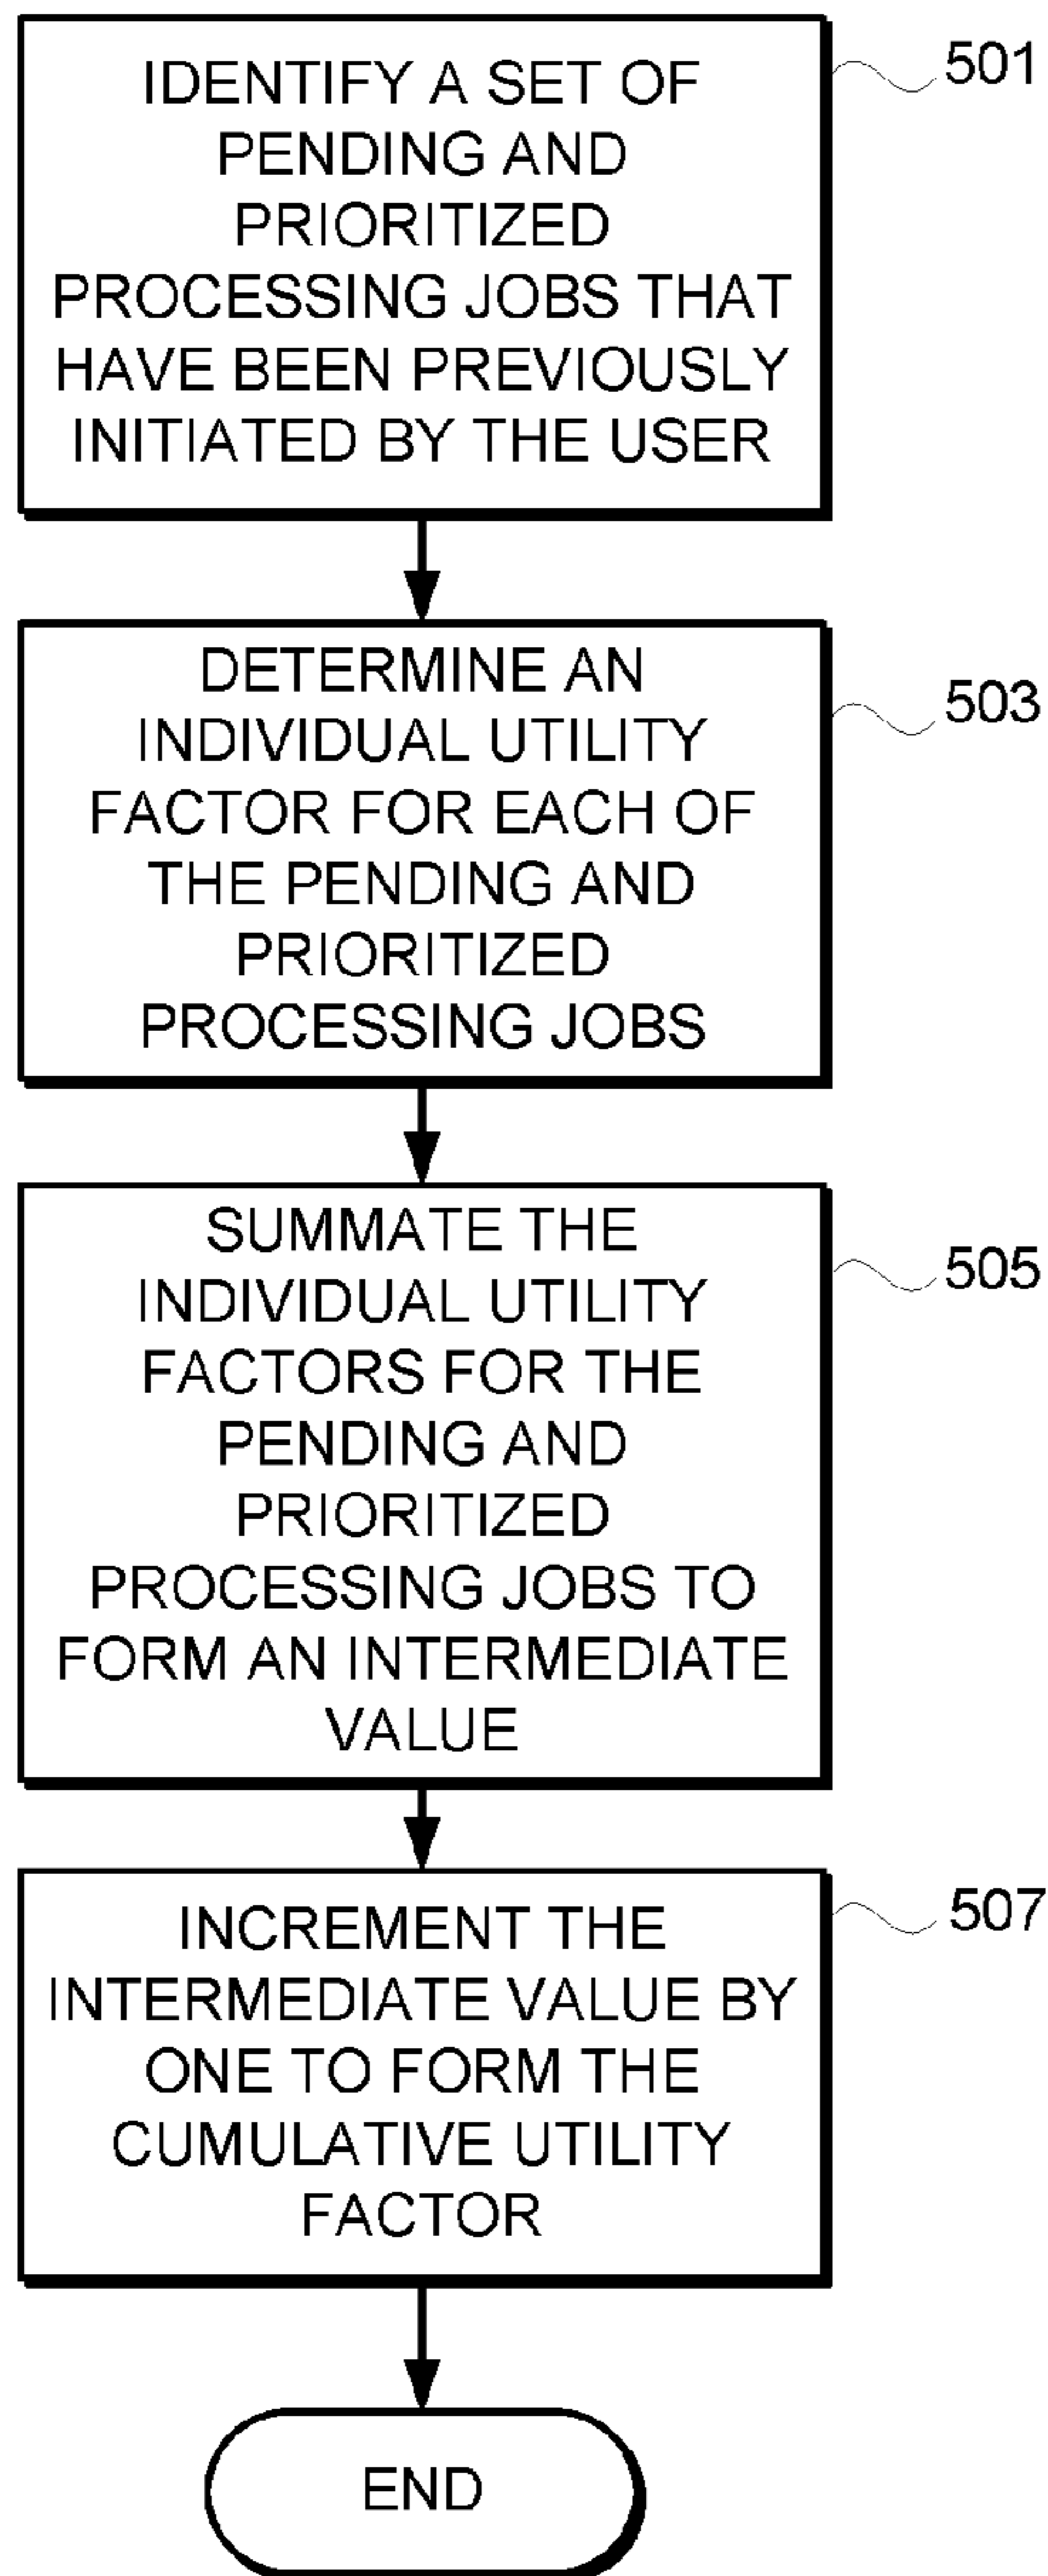 IDENTIFY A SET OF
PENDING AND
PRIORITIZED
PROCESSING JOBS THAT
HAVE BEEN PREVIOUSLY
INITIATED BY THE USER
501
DETERMINE AN
INDIVIDUAL UTILITY
FACTOR FOR EACH OF
THE PENDING AND
PRIORITIZED
PROCESSING JOBS
503
SUMMATE THE
INDIVIDUAL UTILITY
FACTORS FOR THE
PENDING AND
PRIORITIZED
PROCESSING JOBS TO
FORM AN INTERMEDIATE
VALUE
505
INCREMENT THE
INTERMEDIATE VALUE BY
ONE TO FORM THE
CUMULATIVE UTILITY
FACTOR
507
END